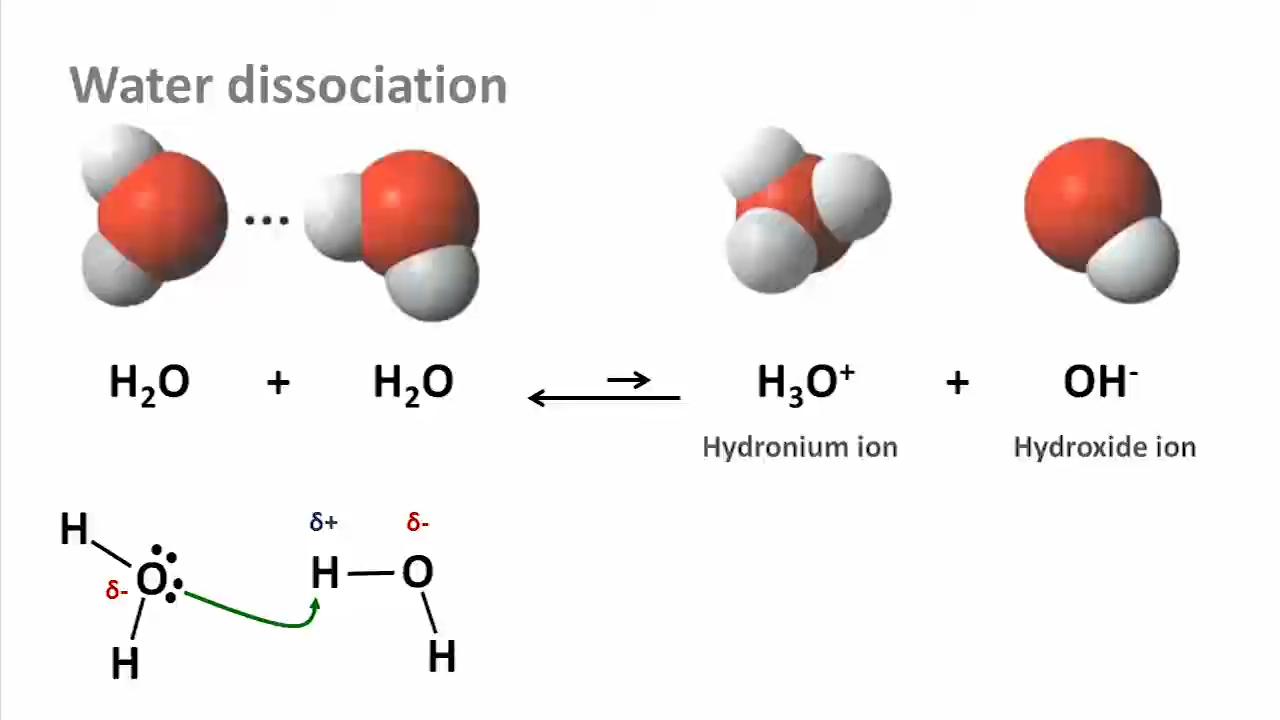 Water dissociation
...
H₂O + H₂O ⇄ H₃O⁺ + OH⁻
Hydronium ion Hydroxide ion
δ+ δ-
H
H O
δ- O
H H